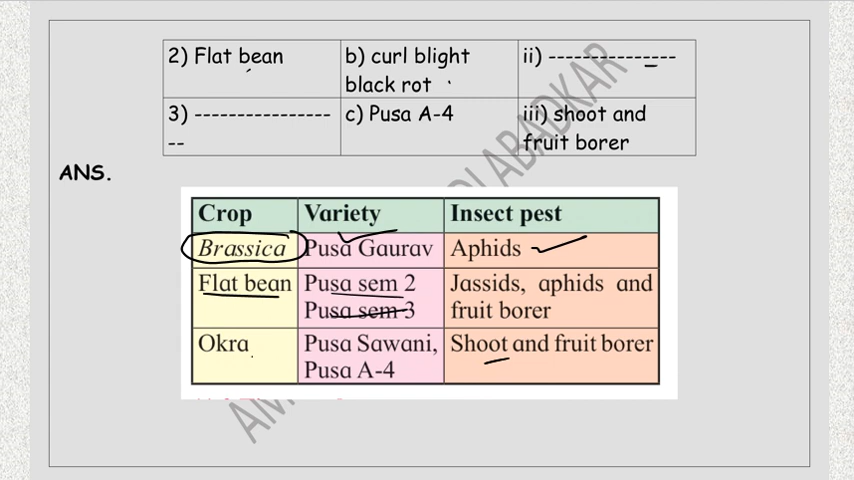 2) Flat bean b) curl blight ii) ---------------
black rot
3) ---------------- c) Pusa A-4 iii) shoot and
-- fruit borer
ANS.
Crop Variety Insect pest
Brassica Pusa Gaurav Aphids
Flat bean Pusa sem 2 Jassids, aphids and
Pusa sem 3 fruit borer
Okra Pusa Sawani, Shoot and fruit borer
Pusa A-4